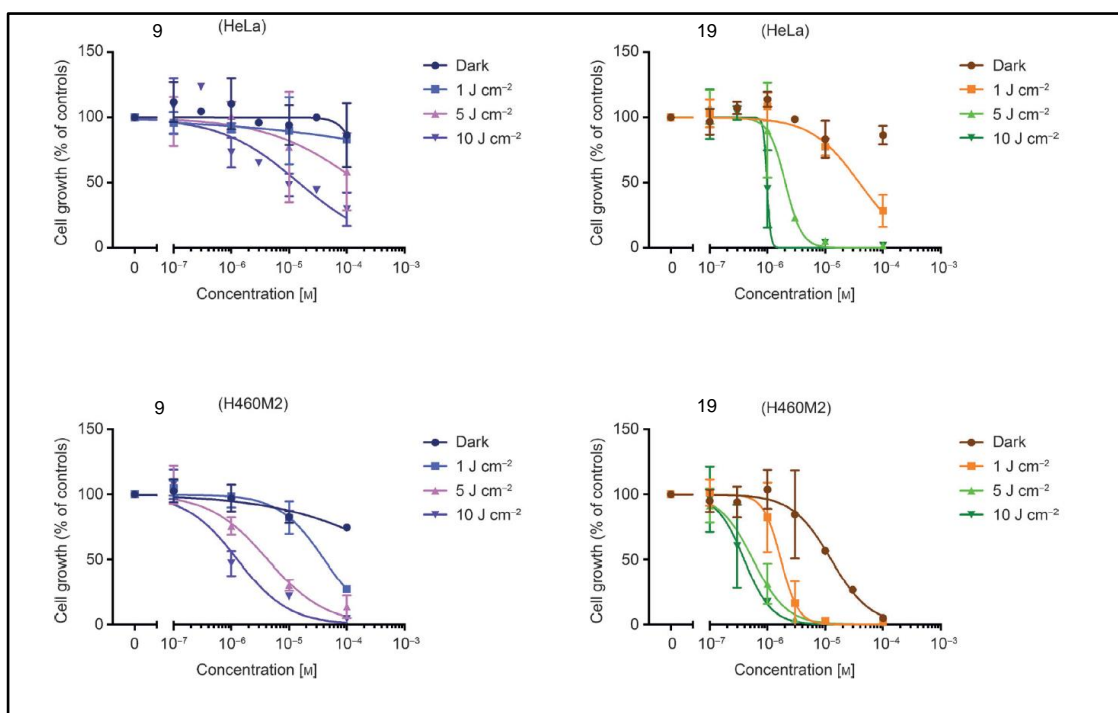 9
(HeLa)
Cell growth (% of controls)
150
100
50
0
0 10⁻⁷ 10⁻⁶ 10⁻⁵ 10⁻⁴ 10⁻³
Concentration [M]
Dark
1 J cm⁻²
5 J cm⁻²
10 J cm⁻²
19
(HeLa)
Cell growth (% of controls)
150
100
50
0
0 10⁻⁷ 10⁻⁶ 10⁻⁵ 10⁻⁴ 10⁻³
Concentration [M]
Dark
1 J cm⁻²
5 J cm⁻²
10 J cm⁻²
9
(H460M2)
Cell growth (% of controls)
150
100
50
0
0 10⁻⁷ 10⁻⁶ 10⁻⁵ 10⁻⁴ 10⁻³
Concentration [M]
Dark
1 J cm⁻²
5 J cm⁻²
10 J cm⁻²
19
(H460M2)
Cell growth (% of controls)
150
100
50
0
0 10⁻⁷ 10⁻⁶ 10⁻⁵ 10⁻⁴ 10⁻³
Concentration [M]
Dark
1 J cm⁻²
5 J cm⁻²
10 J cm⁻²